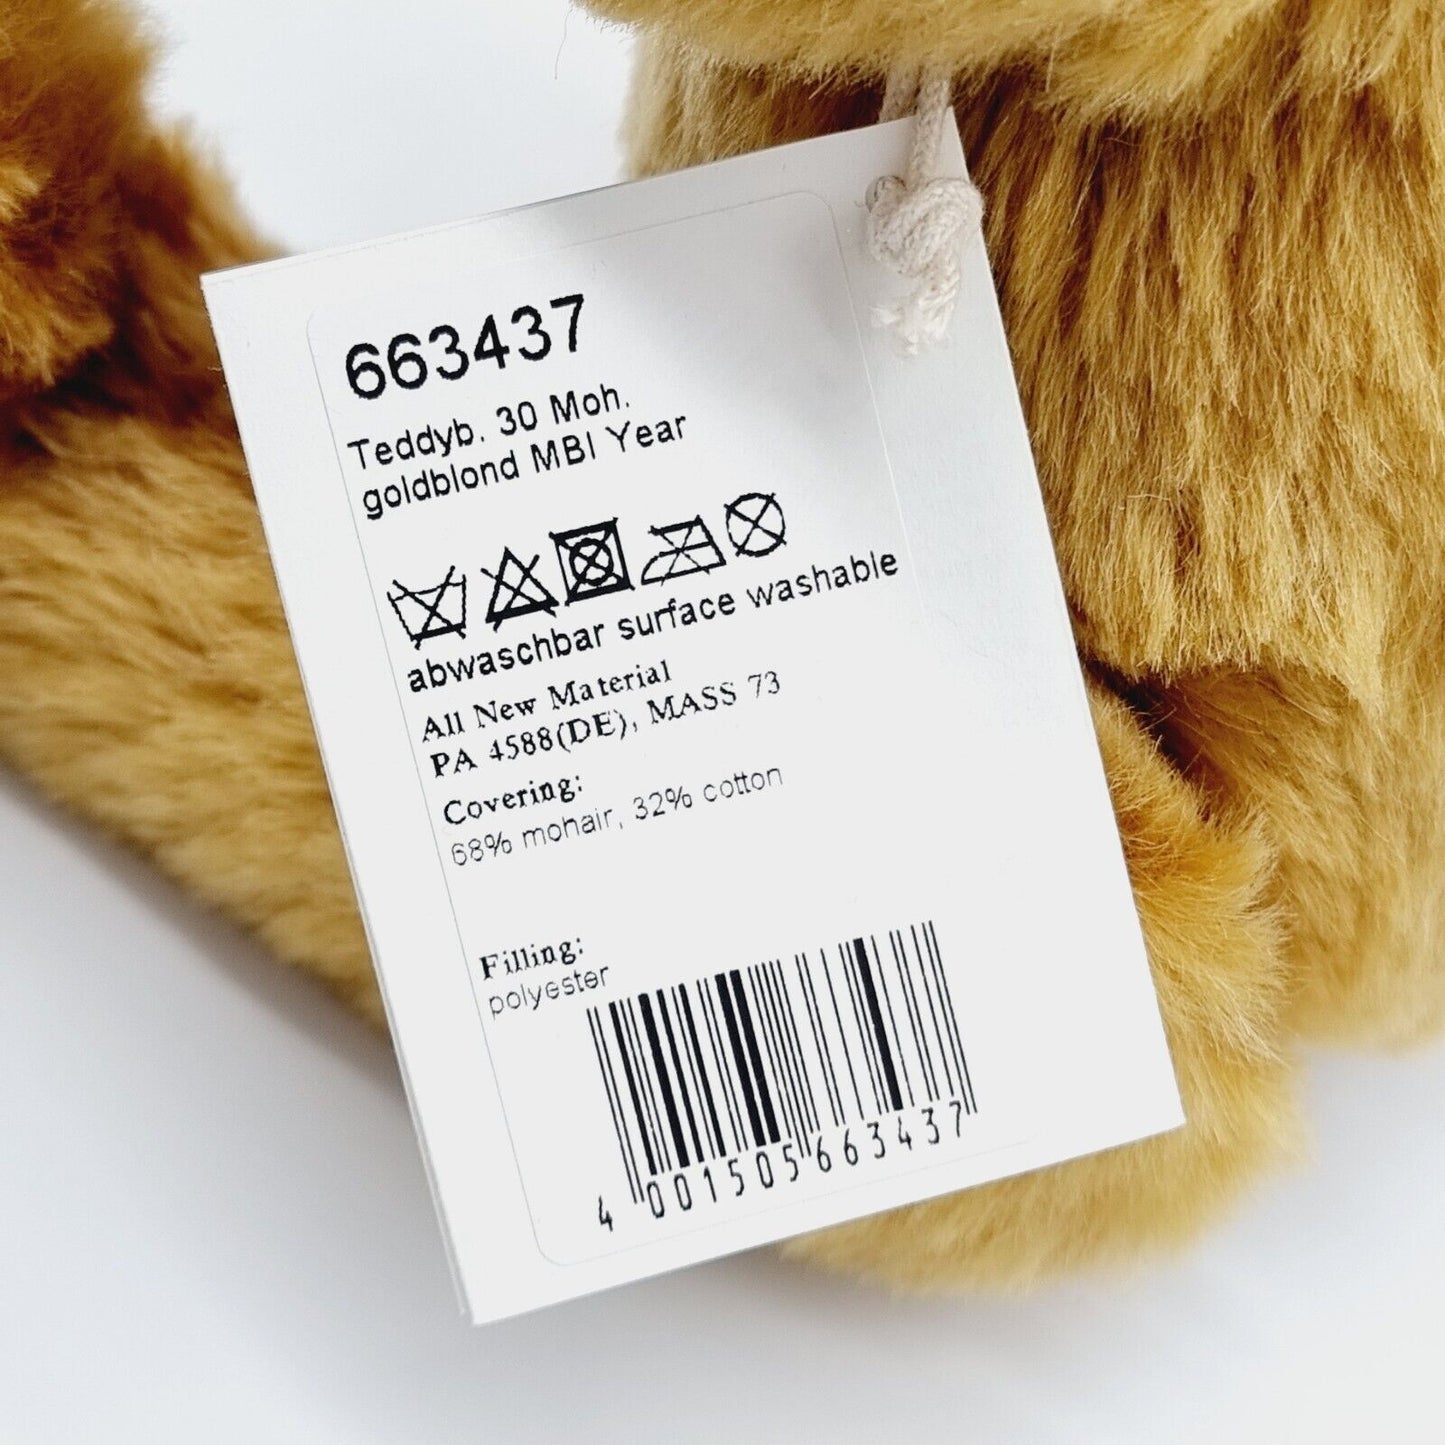 663437
Teddyb. 30 Moh.
goldblond MBI Year
abwaschbar surface washable
All New Material
PA 4588(DE), MASS 73
Covering:
68% mohair, 32% cotton
Filling:
polyester
4 001505 663437